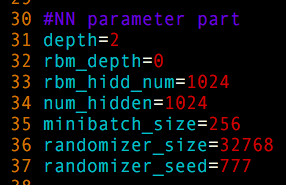 30 #NN parameter part
31 depth=2
32 rbm_depth=0
33 rbm_hidd_num=1024
34 num_hidden=1024
35 minibatch_size=256
36 randomizer_size=32768
37 randomizer_seed=777